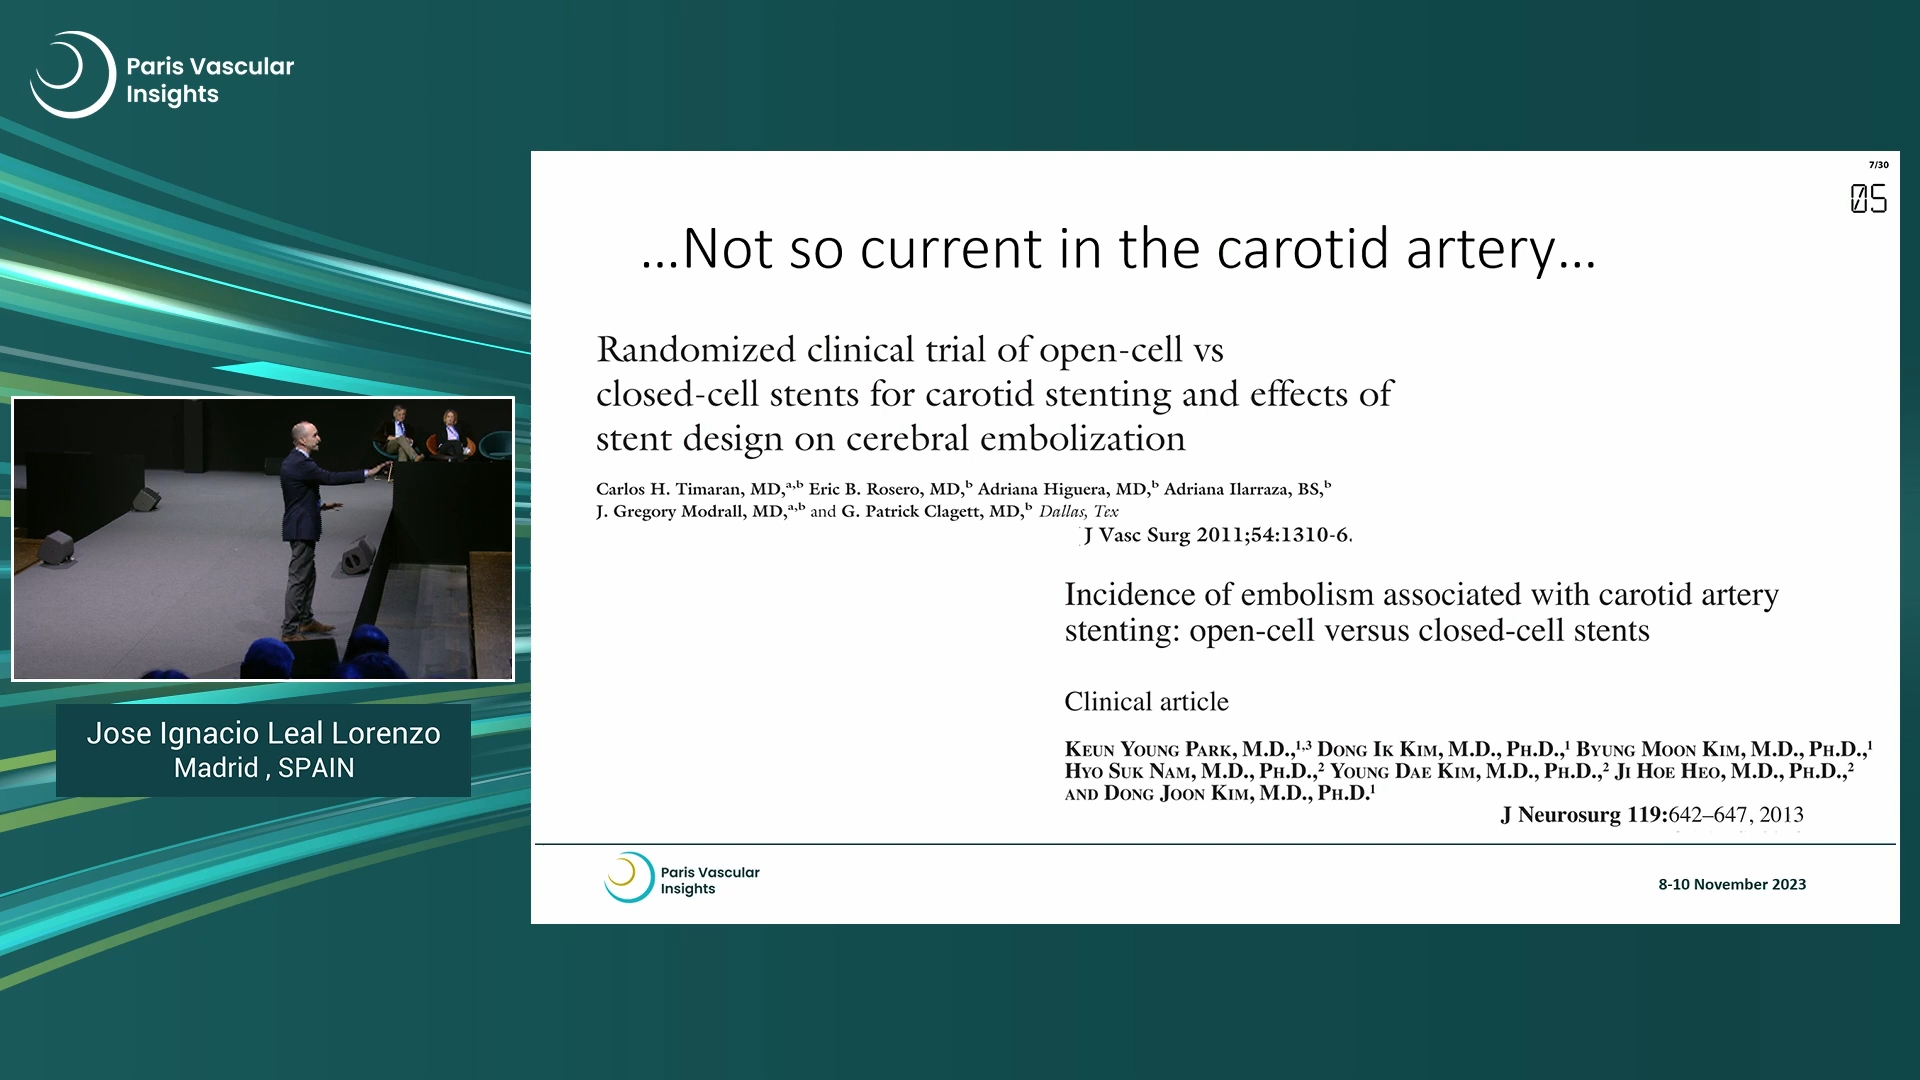 Paris Vascular
Insights
7/30
05
...Not so current in the carotid artery...
Randomized clinical trial of open-cell vs
closed-cell stents for carotid stenting and effects of
stent design on cerebral embolization
Carlos H. Timaran, MD,a,b Eric B. Rosero, MD,b Adriana Higuera, MD,b Adriana Ilarraza, BS,b
J. Gregory Modrall, MD,a,b and G. Patrick Clagett, MD,b Dallas, Tex
J Vasc Surg 2011;54:1310-6.
Incidence of embolism associated with carotid artery
stenting: open-cell versus closed-cell stents
Clinical article
Keun Young Park, M.D.,1,3 Dong Ik Kim, M.D., Ph.D.,1 Byung Moon Kim, M.D., Ph.D.,1
Hyo Suk Nam, M.D., Ph.D.,2 Young Dae Kim, M.D., Ph.D.,2 Ji Hoe Heo, M.D., Ph.D.,2
and Dong Joon Kim, M.D., Ph.D.1
J Neurosurg 119:642–647, 2013
Paris Vascular
Insights
8-10 November 2023
Jose Ignacio Leal Lorenzo
Madrid , SPAIN